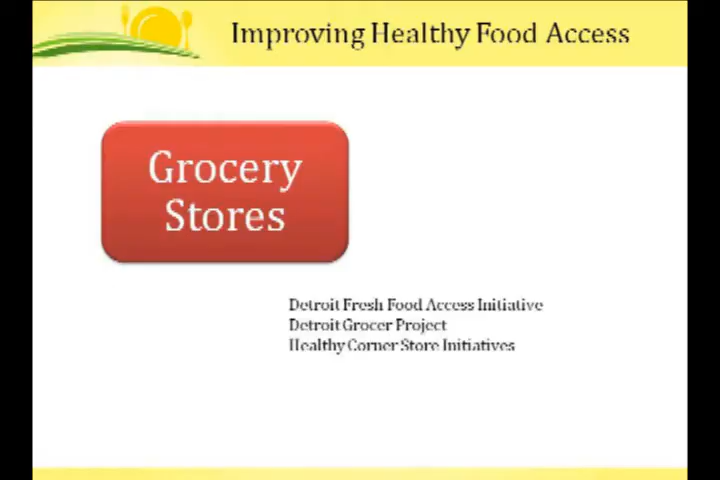 Improving Healthy Food Access
Grocery
Stores
Detroit Fresh Food Access Initiative
Detroit Grocer Project
Healthy Corner Store Initiatives